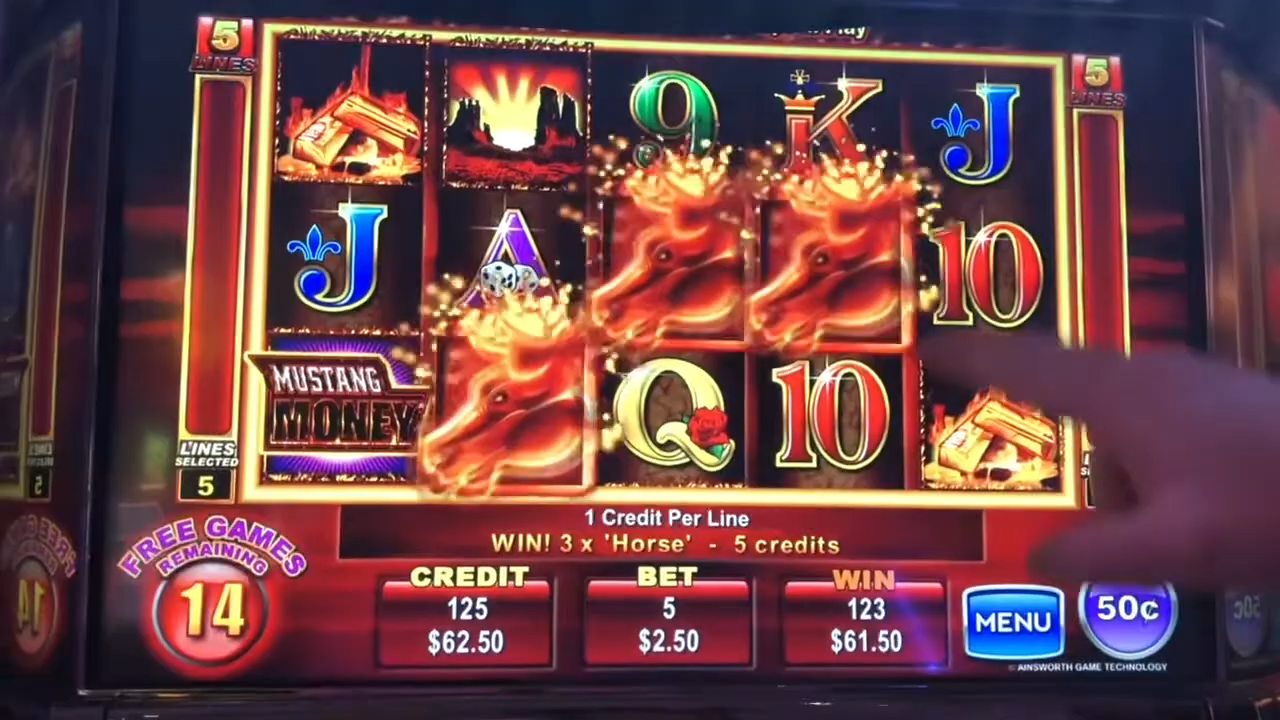 5
LINES
5
LINES
9
K
J
J
A
10
MUSTANG
MONEY
Q
10
LINES
SELECTED
5
1 Credit Per Line
WIN! 3 x 'Horse' - 5 credits
FREE GAMES
REMAINING
14
CREDIT
125
$62.50
BET
5
$2.50
WIN
123
$61.50
MENU
50¢
© AINSWORTH GAME TECHNOLOGY